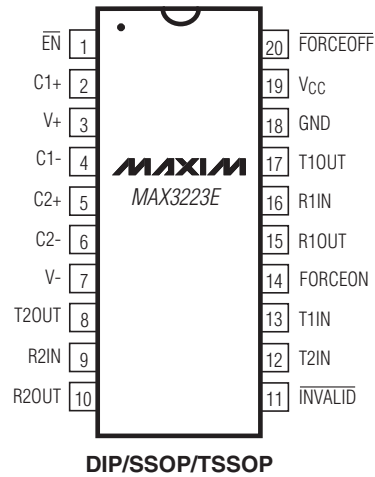 EN 1 20 FORCEOFF
C1+ 2 19 VCC
V+ 3 18 GND
C1- 4 MAXIM 17 T1OUT
C2+ 5 MAX3223E 16 R1IN
C2- 6 15 R1OUT
V- 7 14 FORCEON
T2OUT 8 13 T1IN
R2IN 9 12 T2IN
R2OUT 10 11 INVALID
DIP/SSOP/TSSOP